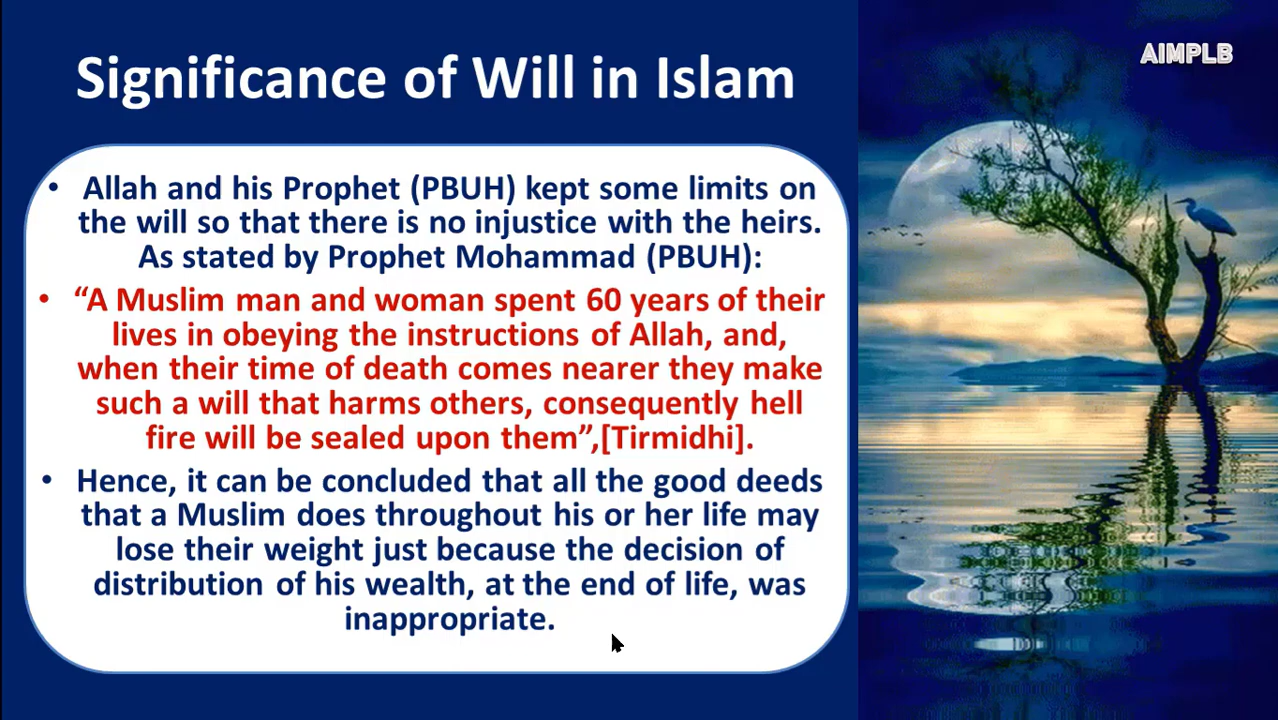 Significance of Will in Islam
AIMPLB
• Allah and his Prophet (PBUH) kept some limits on
the will so that there is no injustice with the heirs.
As stated by Prophet Mohammad (PBUH):
• “A Muslim man and woman spent 60 years of their
lives in obeying the instructions of Allah, and,
when their time of death comes nearer they make
such a will that harms others, consequently hell
fire will be sealed upon them”,[Tirmidhi].
• Hence, it can be concluded that all the good deeds
that a Muslim does throughout his or her life may
lose their weight just because the decision of
distribution of his wealth, at the end of life, was
inappropriate.